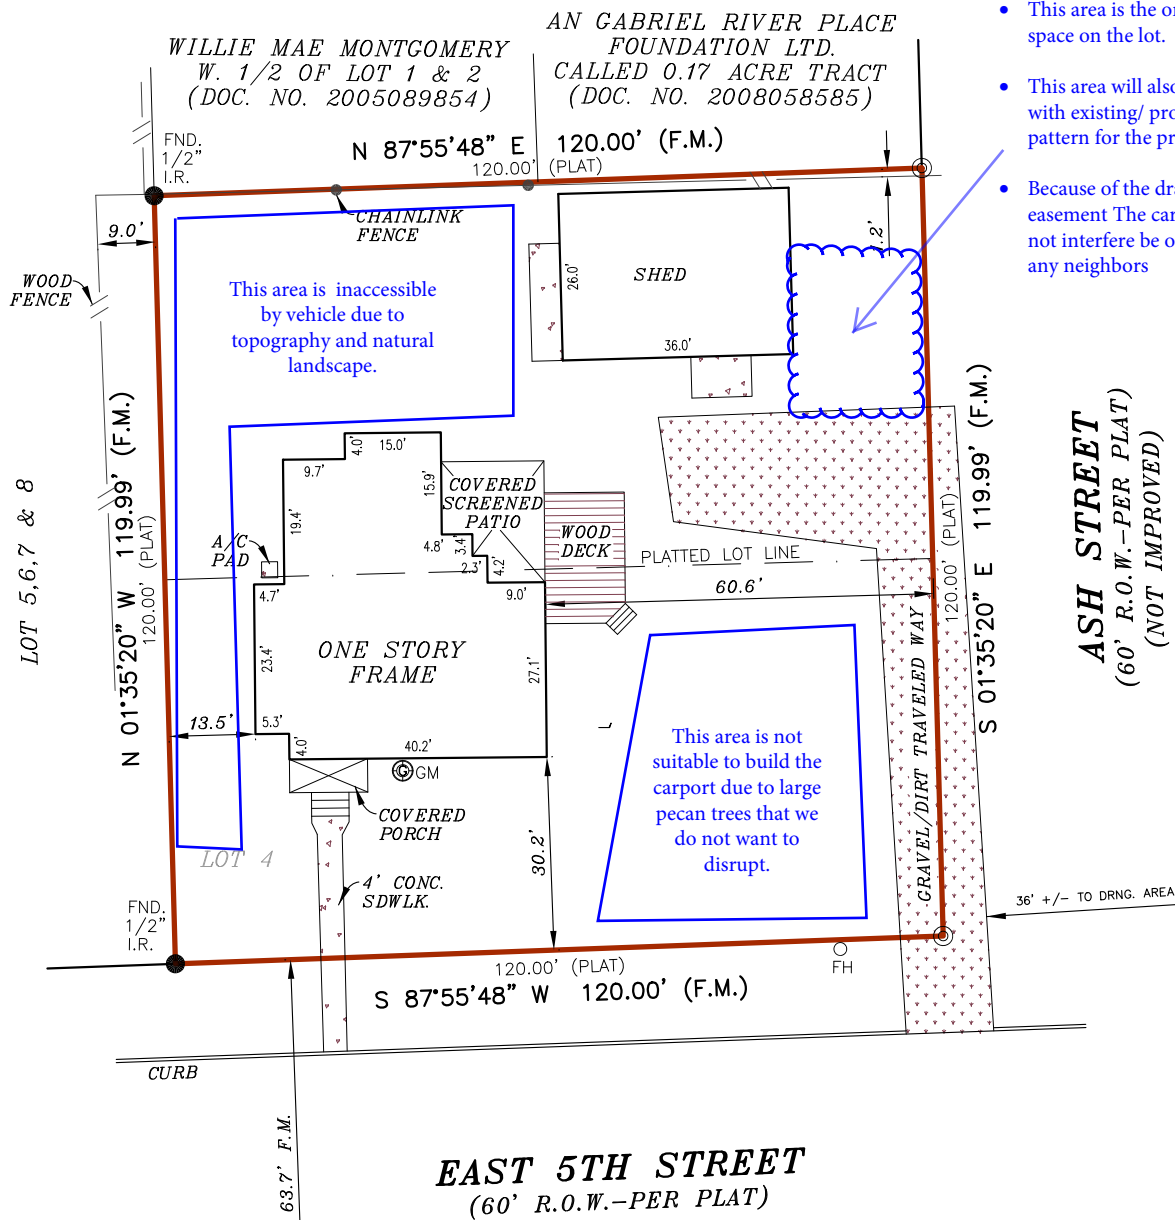 WILLIE MAE MONTGOMERY
W. 1/2 OF LOT 1 & 2
(DOC. NO. 2005089854)
AN GABRIEL RIVER PLACE
FOUNDATION LTD.
CALLED 0.17 ACRE TRACT
(DOC. NO. 2008058585)
• This area is the
space on the lot.
• This area will
with existing/
pattern for the
• Because of the
easement The
not interfere be
any neighbors
FND.
1/2"
I.R.
N 87°55'48" E 120.00' (F.M.)
120.00' (PLAT)
CHAINLINK
FENCE
9.0'
WOOD
FENCE
This area is inaccessible
by vehicle due to
topography and natural
landscape.
26.0'
SHED
36.0'
.2'
N 01°35'20" W 119.99' (F.M.)
120.00' (PLAT)
LOT 5,6,7 & 8
S 01°35'20" E 119.99' (F.M.)
120.00' (PLAT)
ASH STREET
(60' R.O.W.-PER PLAT)
(NOT IMPROVED)
4.0'
15.0'
9.7'
15.9'
19.4'
COVERED
SCREENED
PATIO
WOOD
DECK
A/C
PAD
4.8'
3.4'
2.3'
4.2'
PLATTED LOT LINE
4.7'
9.0'
60.6'
23.4'
ONE STORY
FRAME
27.1'
13.5'
5.3'
4.0'
40.2'
GM
G
L
This area is not
suitable to build the
carport due to large
pecan trees that we
do not want to
disrupt.
GRAVEL/DIRT TRAVELED WAY
COVERED
PORCH
30.2'
LOT 4
4' CONC.
SDWLK.
36' +/- TO DRNG. AREA
FND.
1/2"
I.R.
120.00' (PLAT)
FH
S 87°55'48" W 120.00' (F.M.)
CURB
63.7' F.M.
EAST 5TH STREET
(60' R.O.W.-PER PLAT)